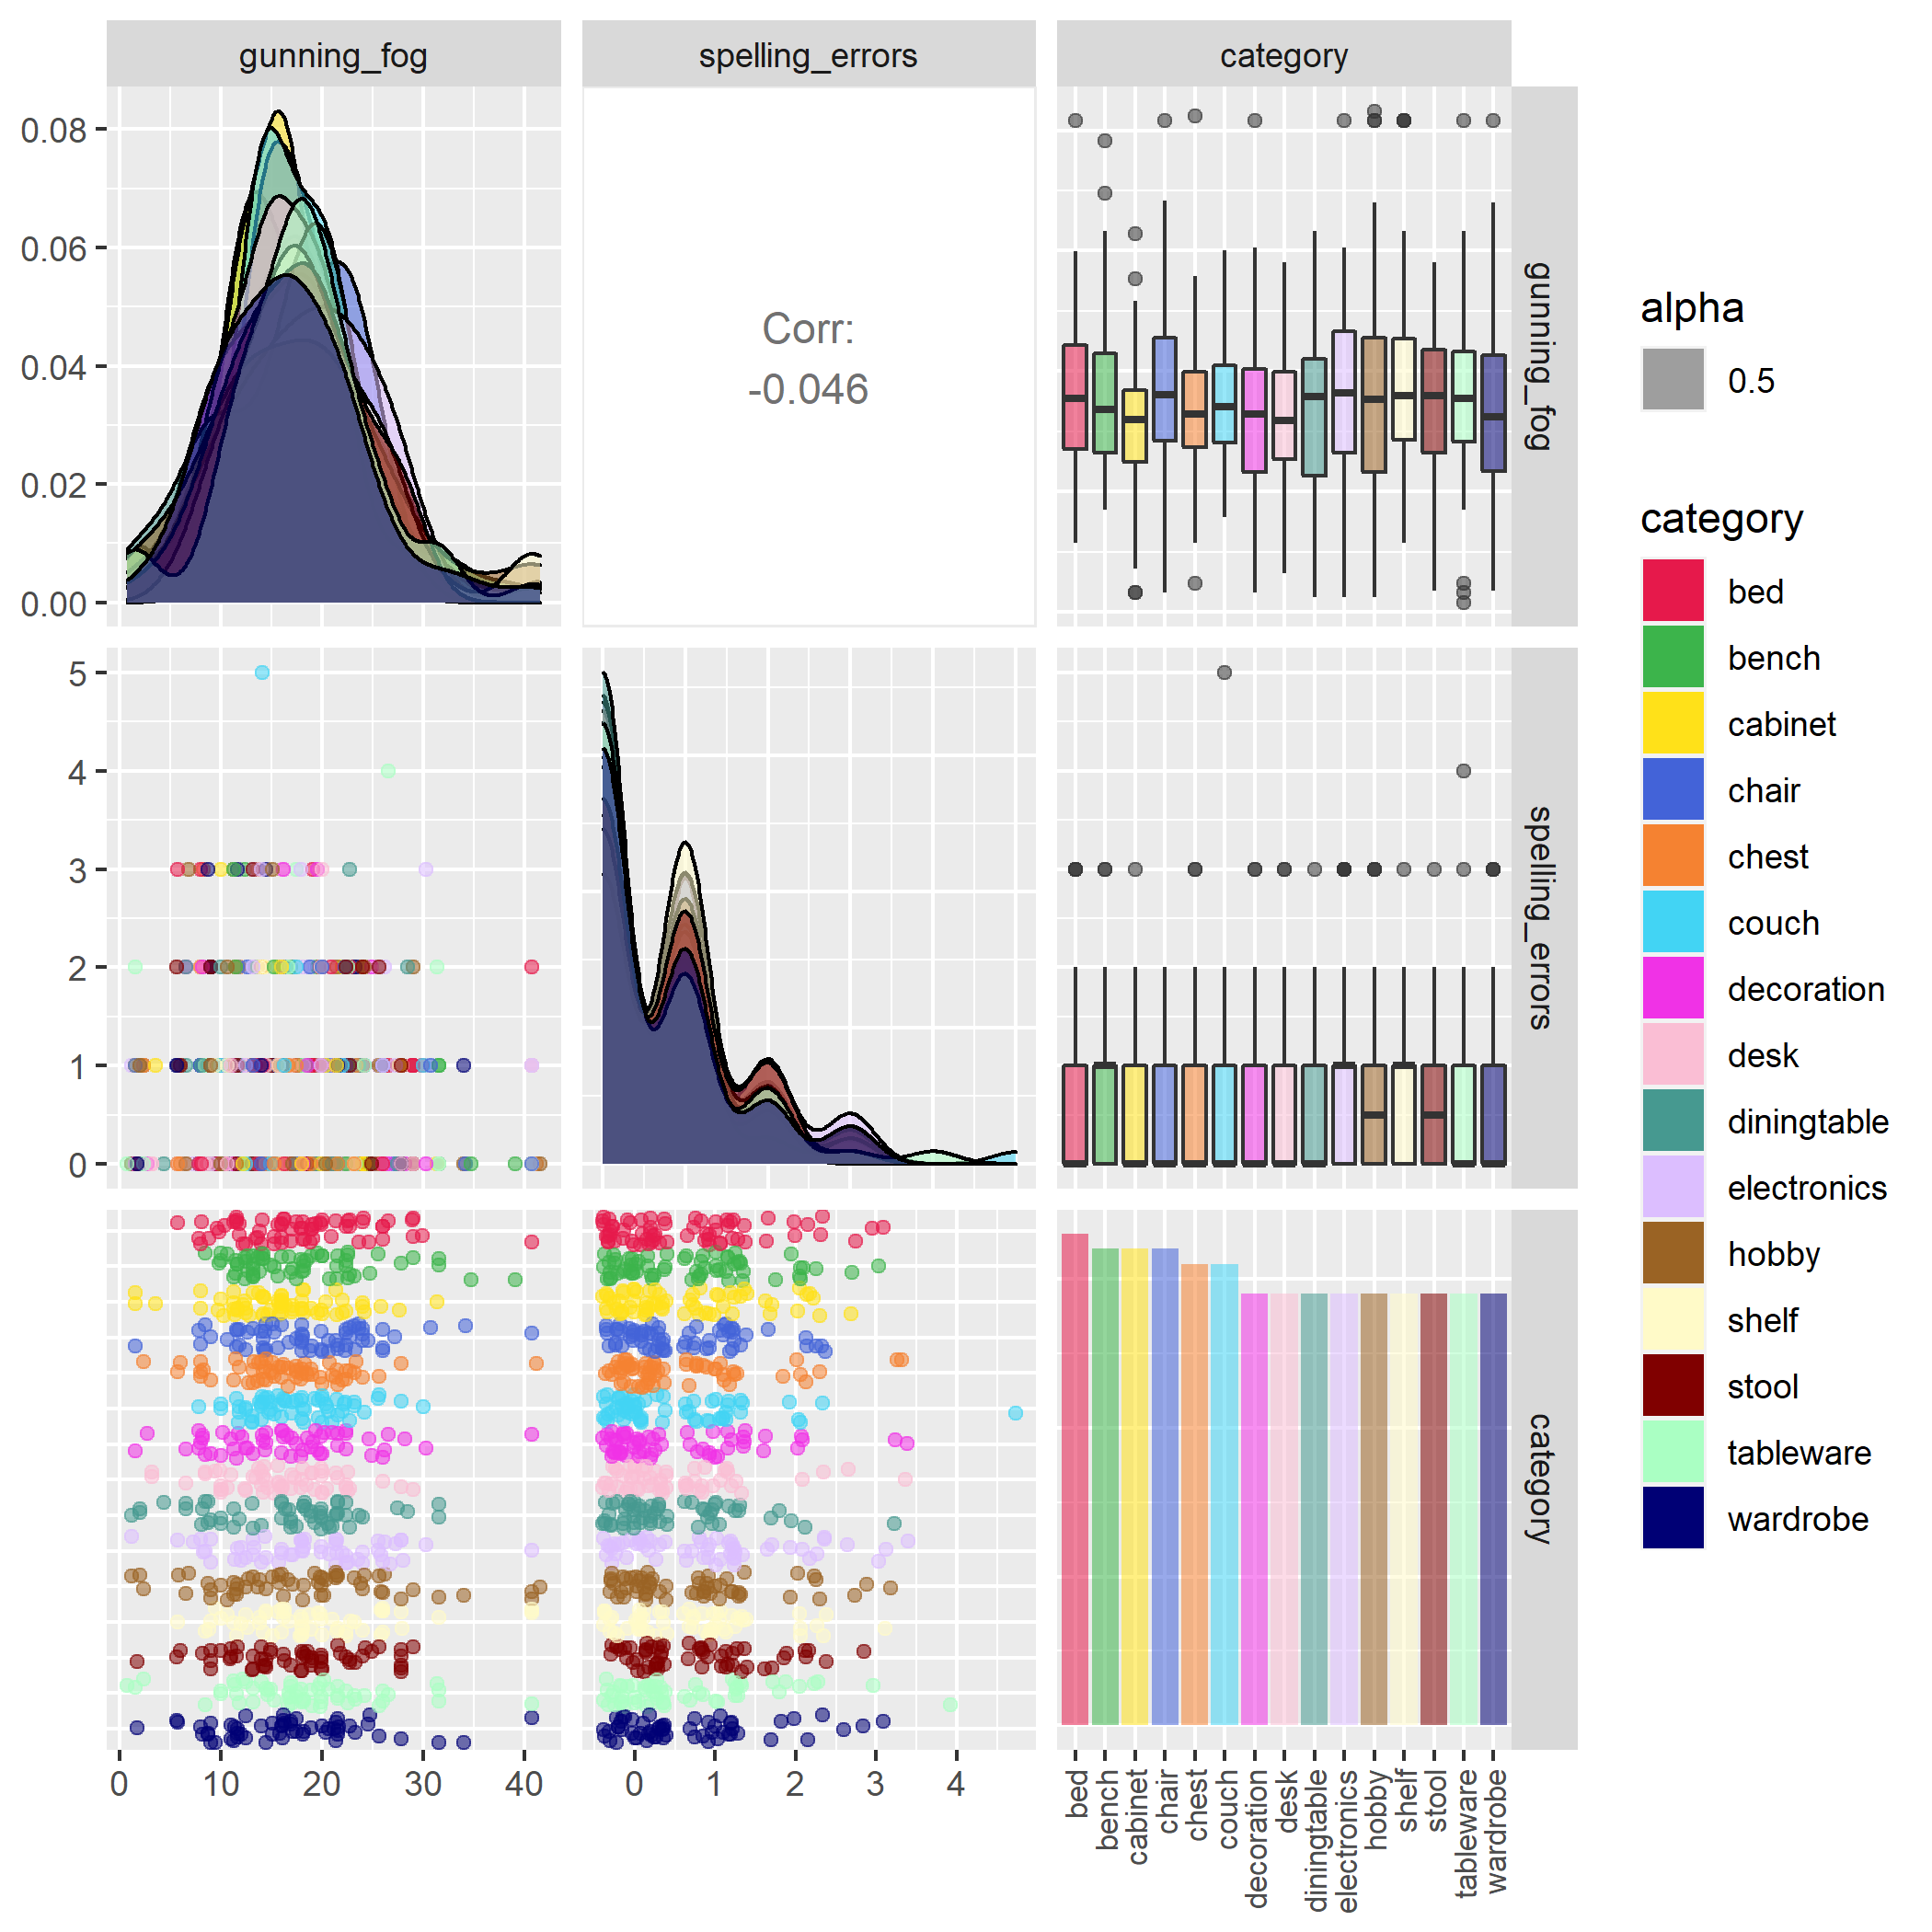 gunning_fog
spelling_errors
category
0.08
0.06
0.04
0.02
0.00
Corr:
-0.046
gunning_fog
5
4
3
2
1
0
spelling_errors
category
0
10
20
30
40
0
1
2
3
4
bed
bench
cabinet
chair
chest
couch
decoration
desk
diningtable
electronics
hobby
shelf
stool
tableware
wardrobe
alpha
0.5
category
bed
bench
cabinet
chair
chest
couch
decoration
desk
diningtable
electronics
hobby
shelf
stool
tableware
wardrobe